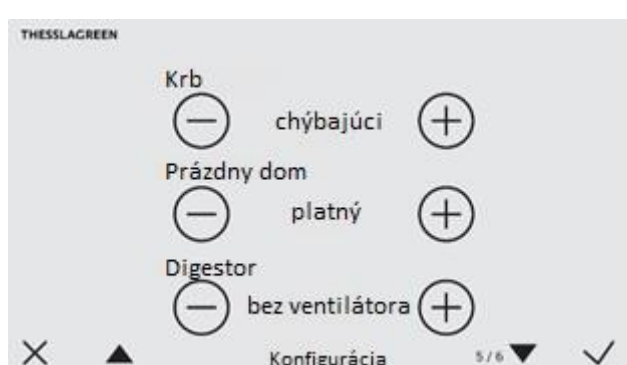 THESSLAGREEN
Krb
chýbajúci
Prázdny dom
platný
Digestor
bez ventilátora
Konfigurácia 5/6